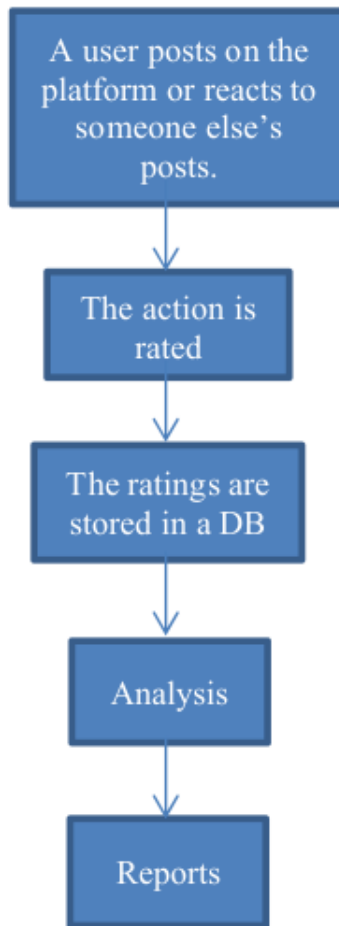 A user posts on the
platform or reacts to
someone else’s
posts.
The action is
rated
The ratings are
stored in a DB
Analysis
Reports